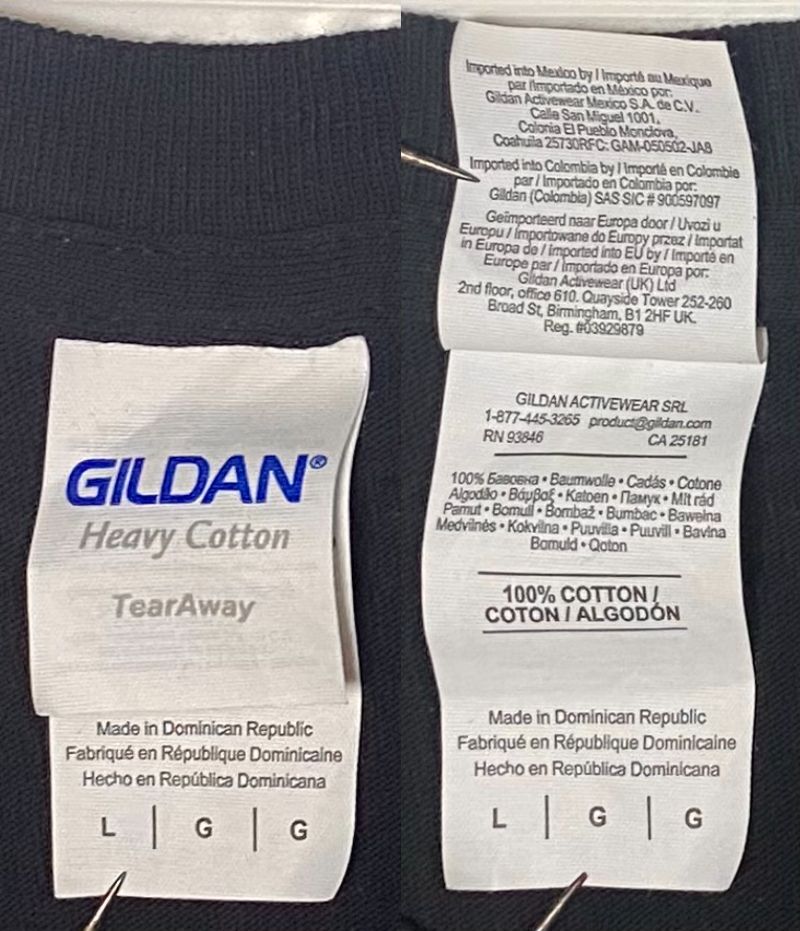 GILDAN®
Heavy Cotton
TearAway
Made in Dominican Republic
Fabriqué en République Dominicaine
Hecho en República Dominicana
L | G | G
Imported into Mexico by / Importé au Mexique
par /Importado en México por:
Gildan Activewear Mexico S.A. de C.V.
Calle San Miguel 1001,
Colonia El Pueblo Monclova,
Coahuila 25730RFC: GAM-050502-JA8
Imported into Colombia by / Importé en Colombie
par / Importado en Colombia por:
Gildan (Colombia) SAS SIC # 900597097
Geïmporteerd naar Europa door / Uvozi u
Europu / Importowane do Europy przez / Importat
in Europa de / Imported into EU by / Importé en
Europe par / Importado en Europa por:
Gildan Activewear (UK) Ltd
2nd floor, office 610. Quayside Tower 252-260
Broad St, Birmingham, B1 2HF UK.
Reg. #03929879
GILDAN ACTIVEWEAR SRL
1-877-445-3265 product@gildan.com
RN 93846 CA 25181
100% Бавовна • Baumwolle • Cadás • Cotone
Algodão • Βάμβαξ • Katoen • Памук • Mlt rád
Pamut • Bomull • Bombaž • Bumbac • Bawełna
Medvilnės • Kokvilna • Puuvilla • Puuvill • Bavlna
Bomuld • Qoton
100% COTTON /
COTON / ALGODÓN
Made in Dominican Republic
Fabriqué en République Dominicaine
Hecho en República Dominicana
L | G | G